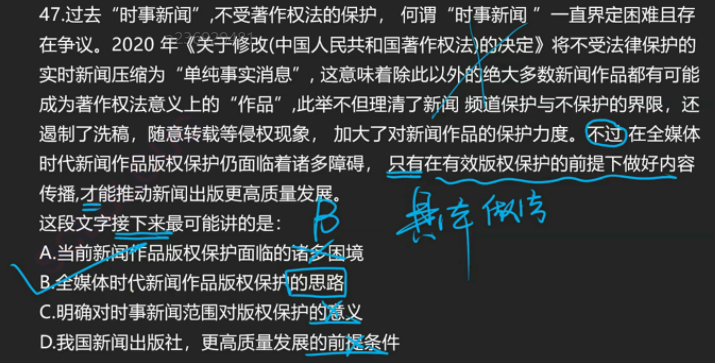 47.过去“时事新闻”,不受著作权法的保护， 何谓“时事新闻 ”一直界定困难且存
在争议。2020 年《关于修改(中国人民共和国著作权法)的决定》将不受法律保护的
实时新闻压缩为“单纯事实消息”, 这意味着除此以外的绝大多数新闻作品都有可能
成为著作权法意义上的“作品”,此举不但理清了新闻 频道保护与不保护的界限，还
遏制了洗稿，随意转载等侵权现象， 加大了对新闻作品的保护力度。不过 在全媒体
时代新闻作品版权保护仍面临着诸多障碍， 只有在有效版权保护的前提下做好内容
传播,才能推动新闻出版更高质量发展。
这段文字接下来最可能讲的是：
B
具体做法
A.当前新闻作品版权保护面临的诸多困境
B.全媒体时代新闻作品版权保护的思路
C.明确对时事新闻范围对版权保护的意义
D.我国新闻出版社，更高质量发展的前提条件